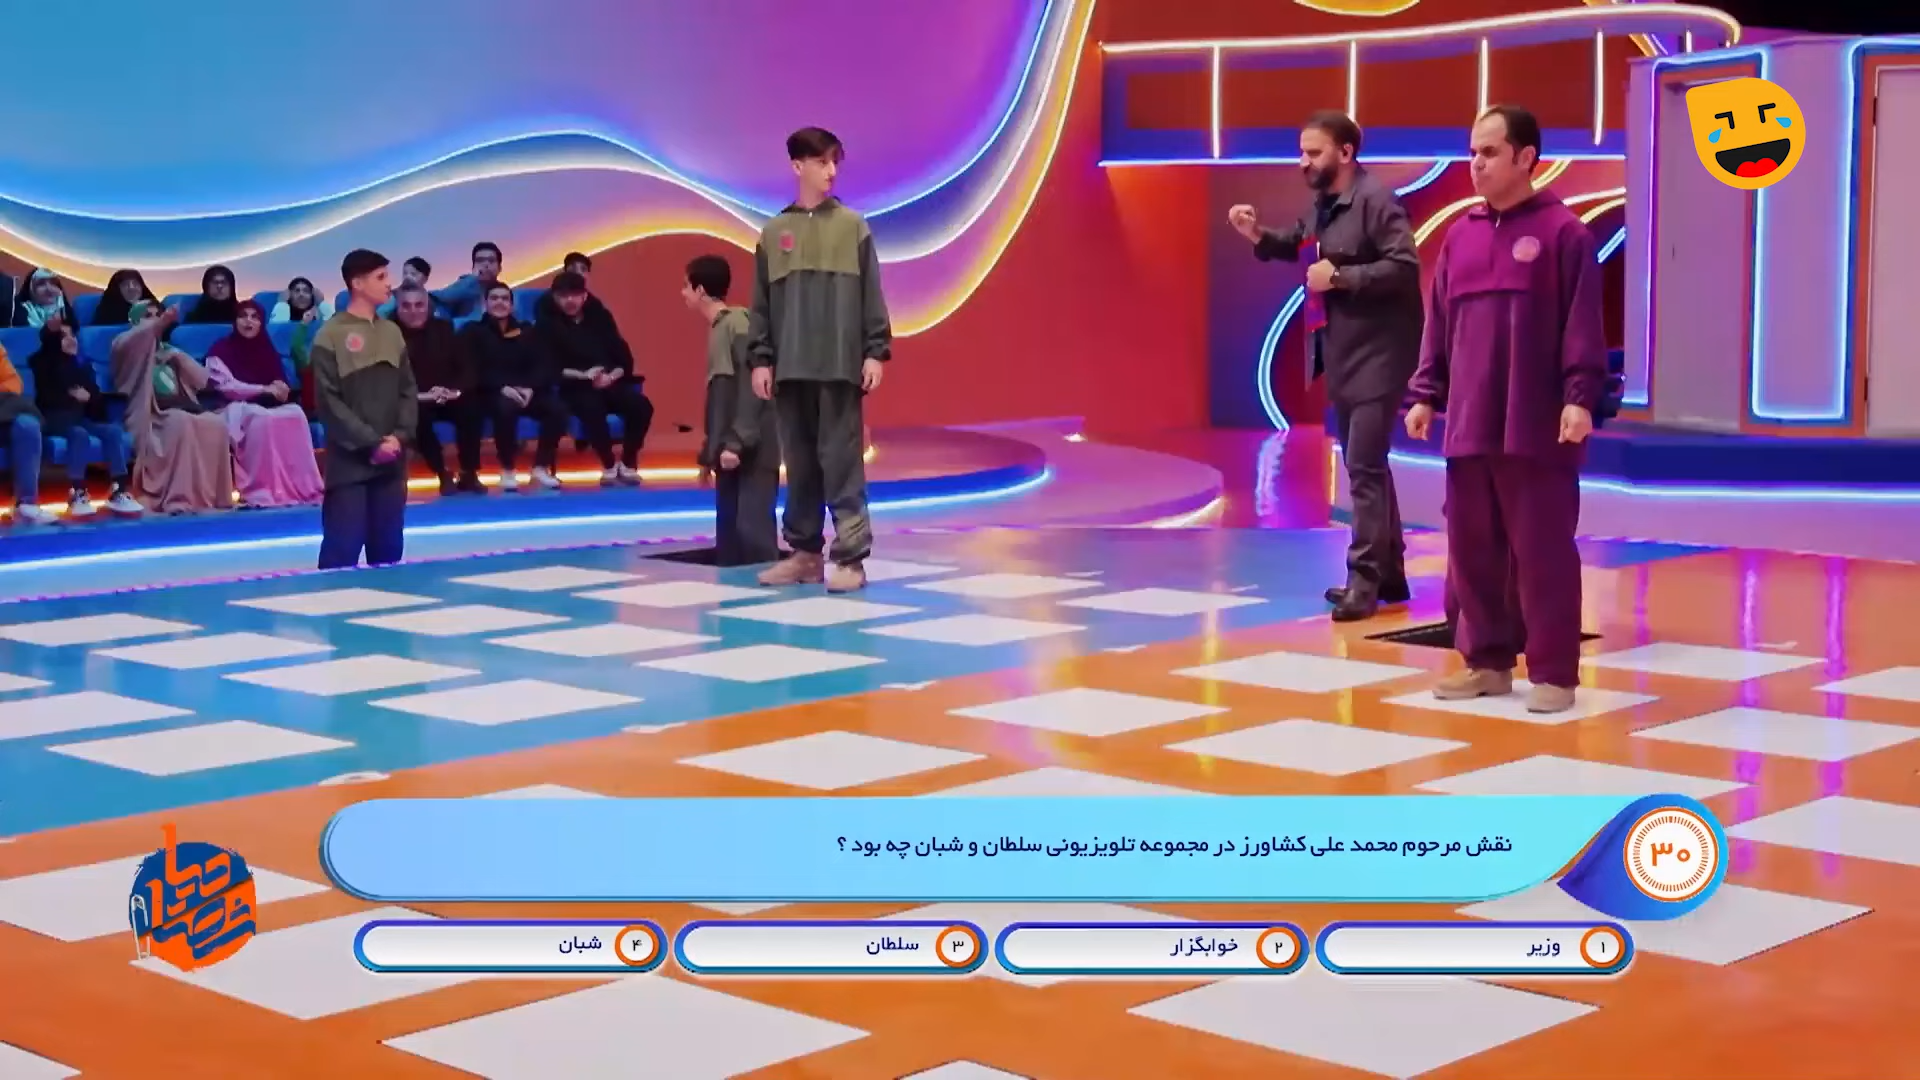 نقش مرحوم محمد علی کشاورز در مجموعه تلویزیونی سلطان و شبان چه بود ؟
۳۰
۱ وزیر
۲ خوابگزار
۳ سلطان
۴ شبان